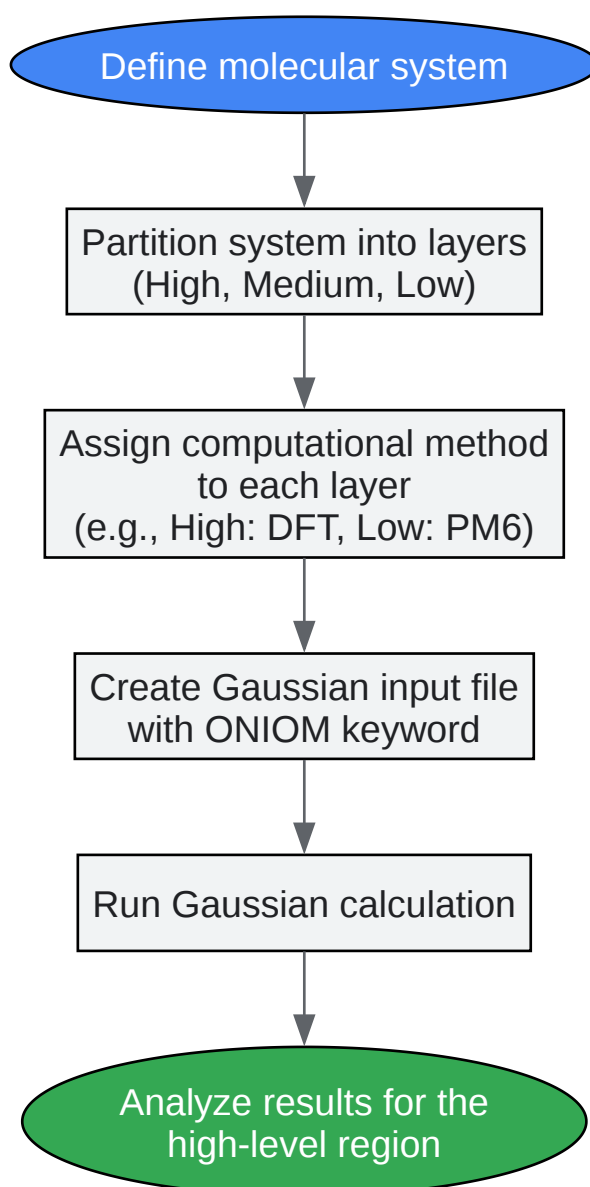 Define molecular system
Partition system into layers
(High, Medium, Low)
Assign computational method
to each layer
(e.g., High: DFT, Low: PM6)
Create Gaussian input file
with ONIOM keyword
Run Gaussian calculation
Analyze results for the
high-level region